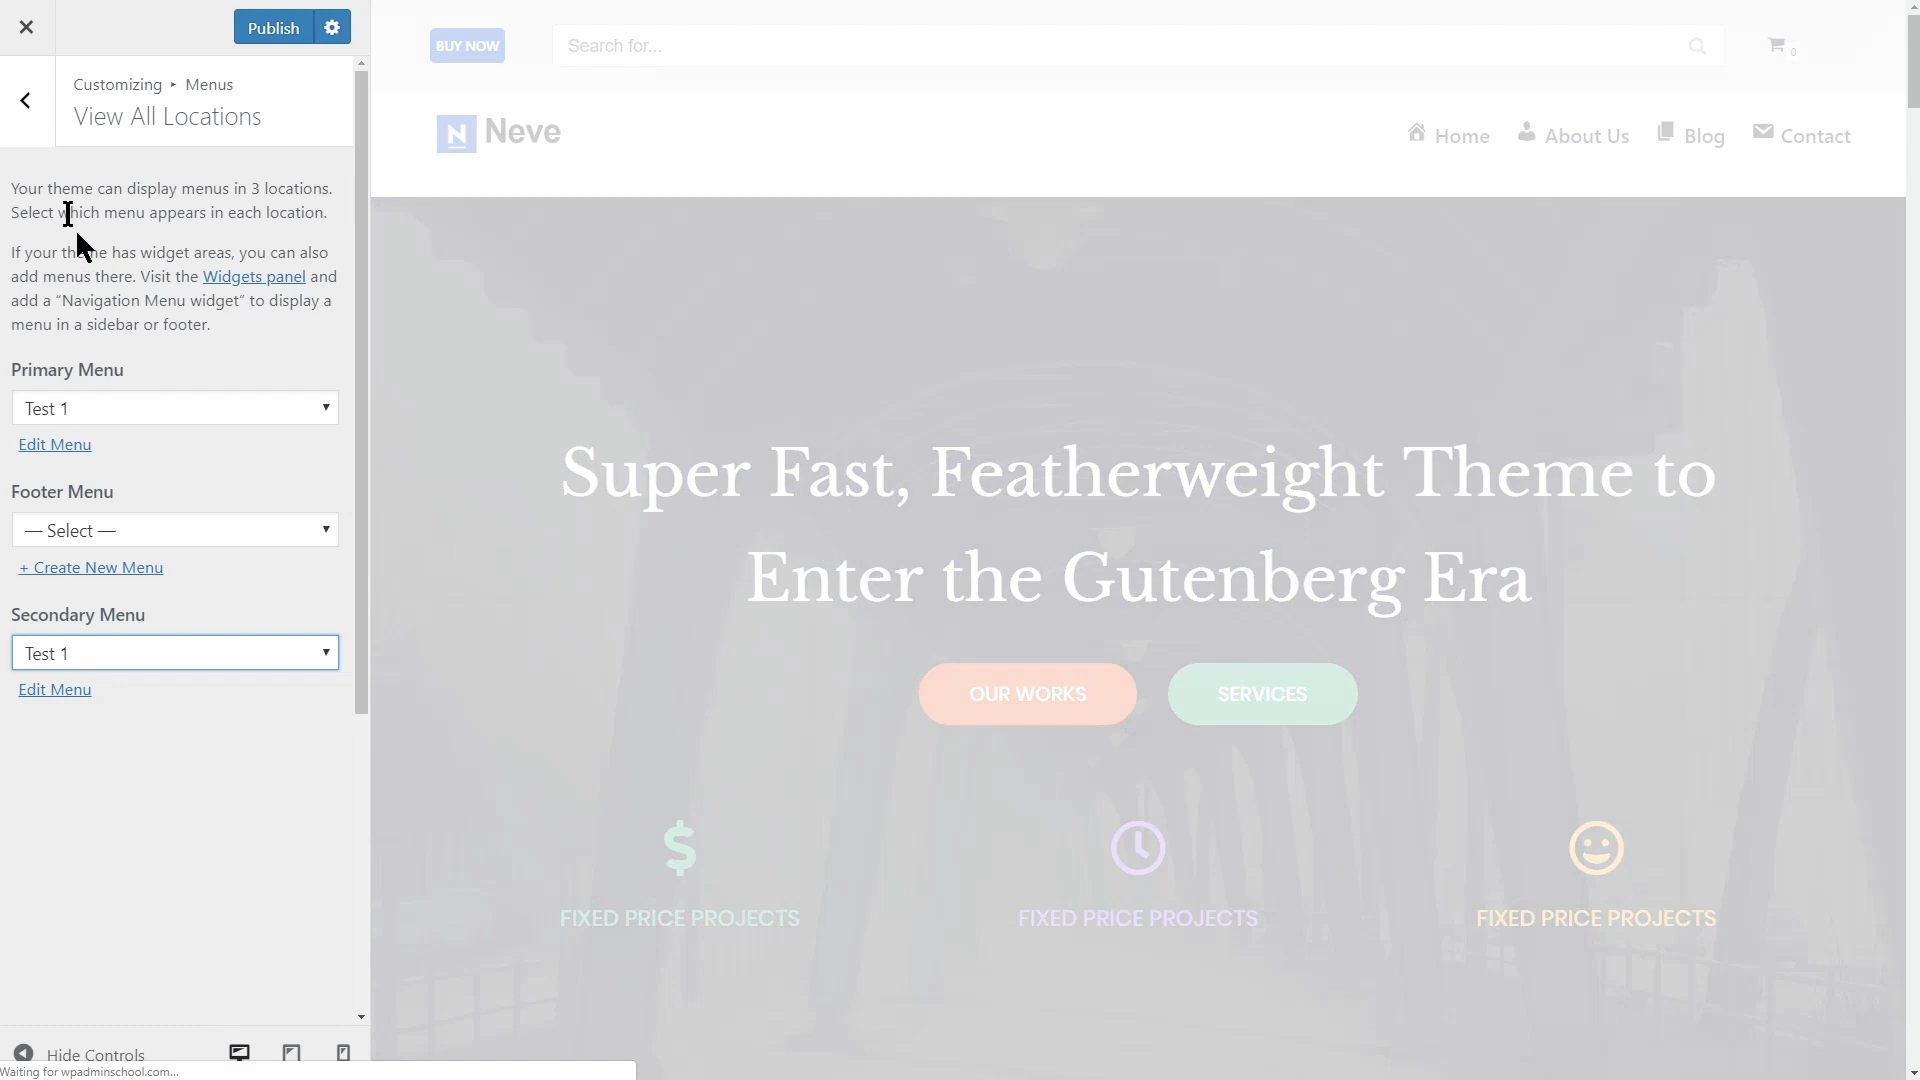 Publish
Customizing ▸ Menus
View All Locations
Your theme can display menus in 3 locations.
Select which menu appears in each location.
If your theme has widget areas, you can also
add menus there. Visit the Widgets panel and
add a “Navigation Menu widget” to display a
menu in a sidebar or footer.
Primary Menu
Test 1
Edit Menu
Footer Menu
— Select —
+ Create New Menu
Secondary Menu
Test 1
Edit Menu
Hide Controls
Waiting for wpadminschool.com...
BUY NOW
Search for...
0
N Neve
Home About Us Blog Contact
Super Fast, Featherweight Theme to
Enter the Gutenberg Era
OUR WORKS SERVICES
FIXED PRICE PROJECTS FIXED PRICE PROJECTS FIXED PRICE PROJECTS